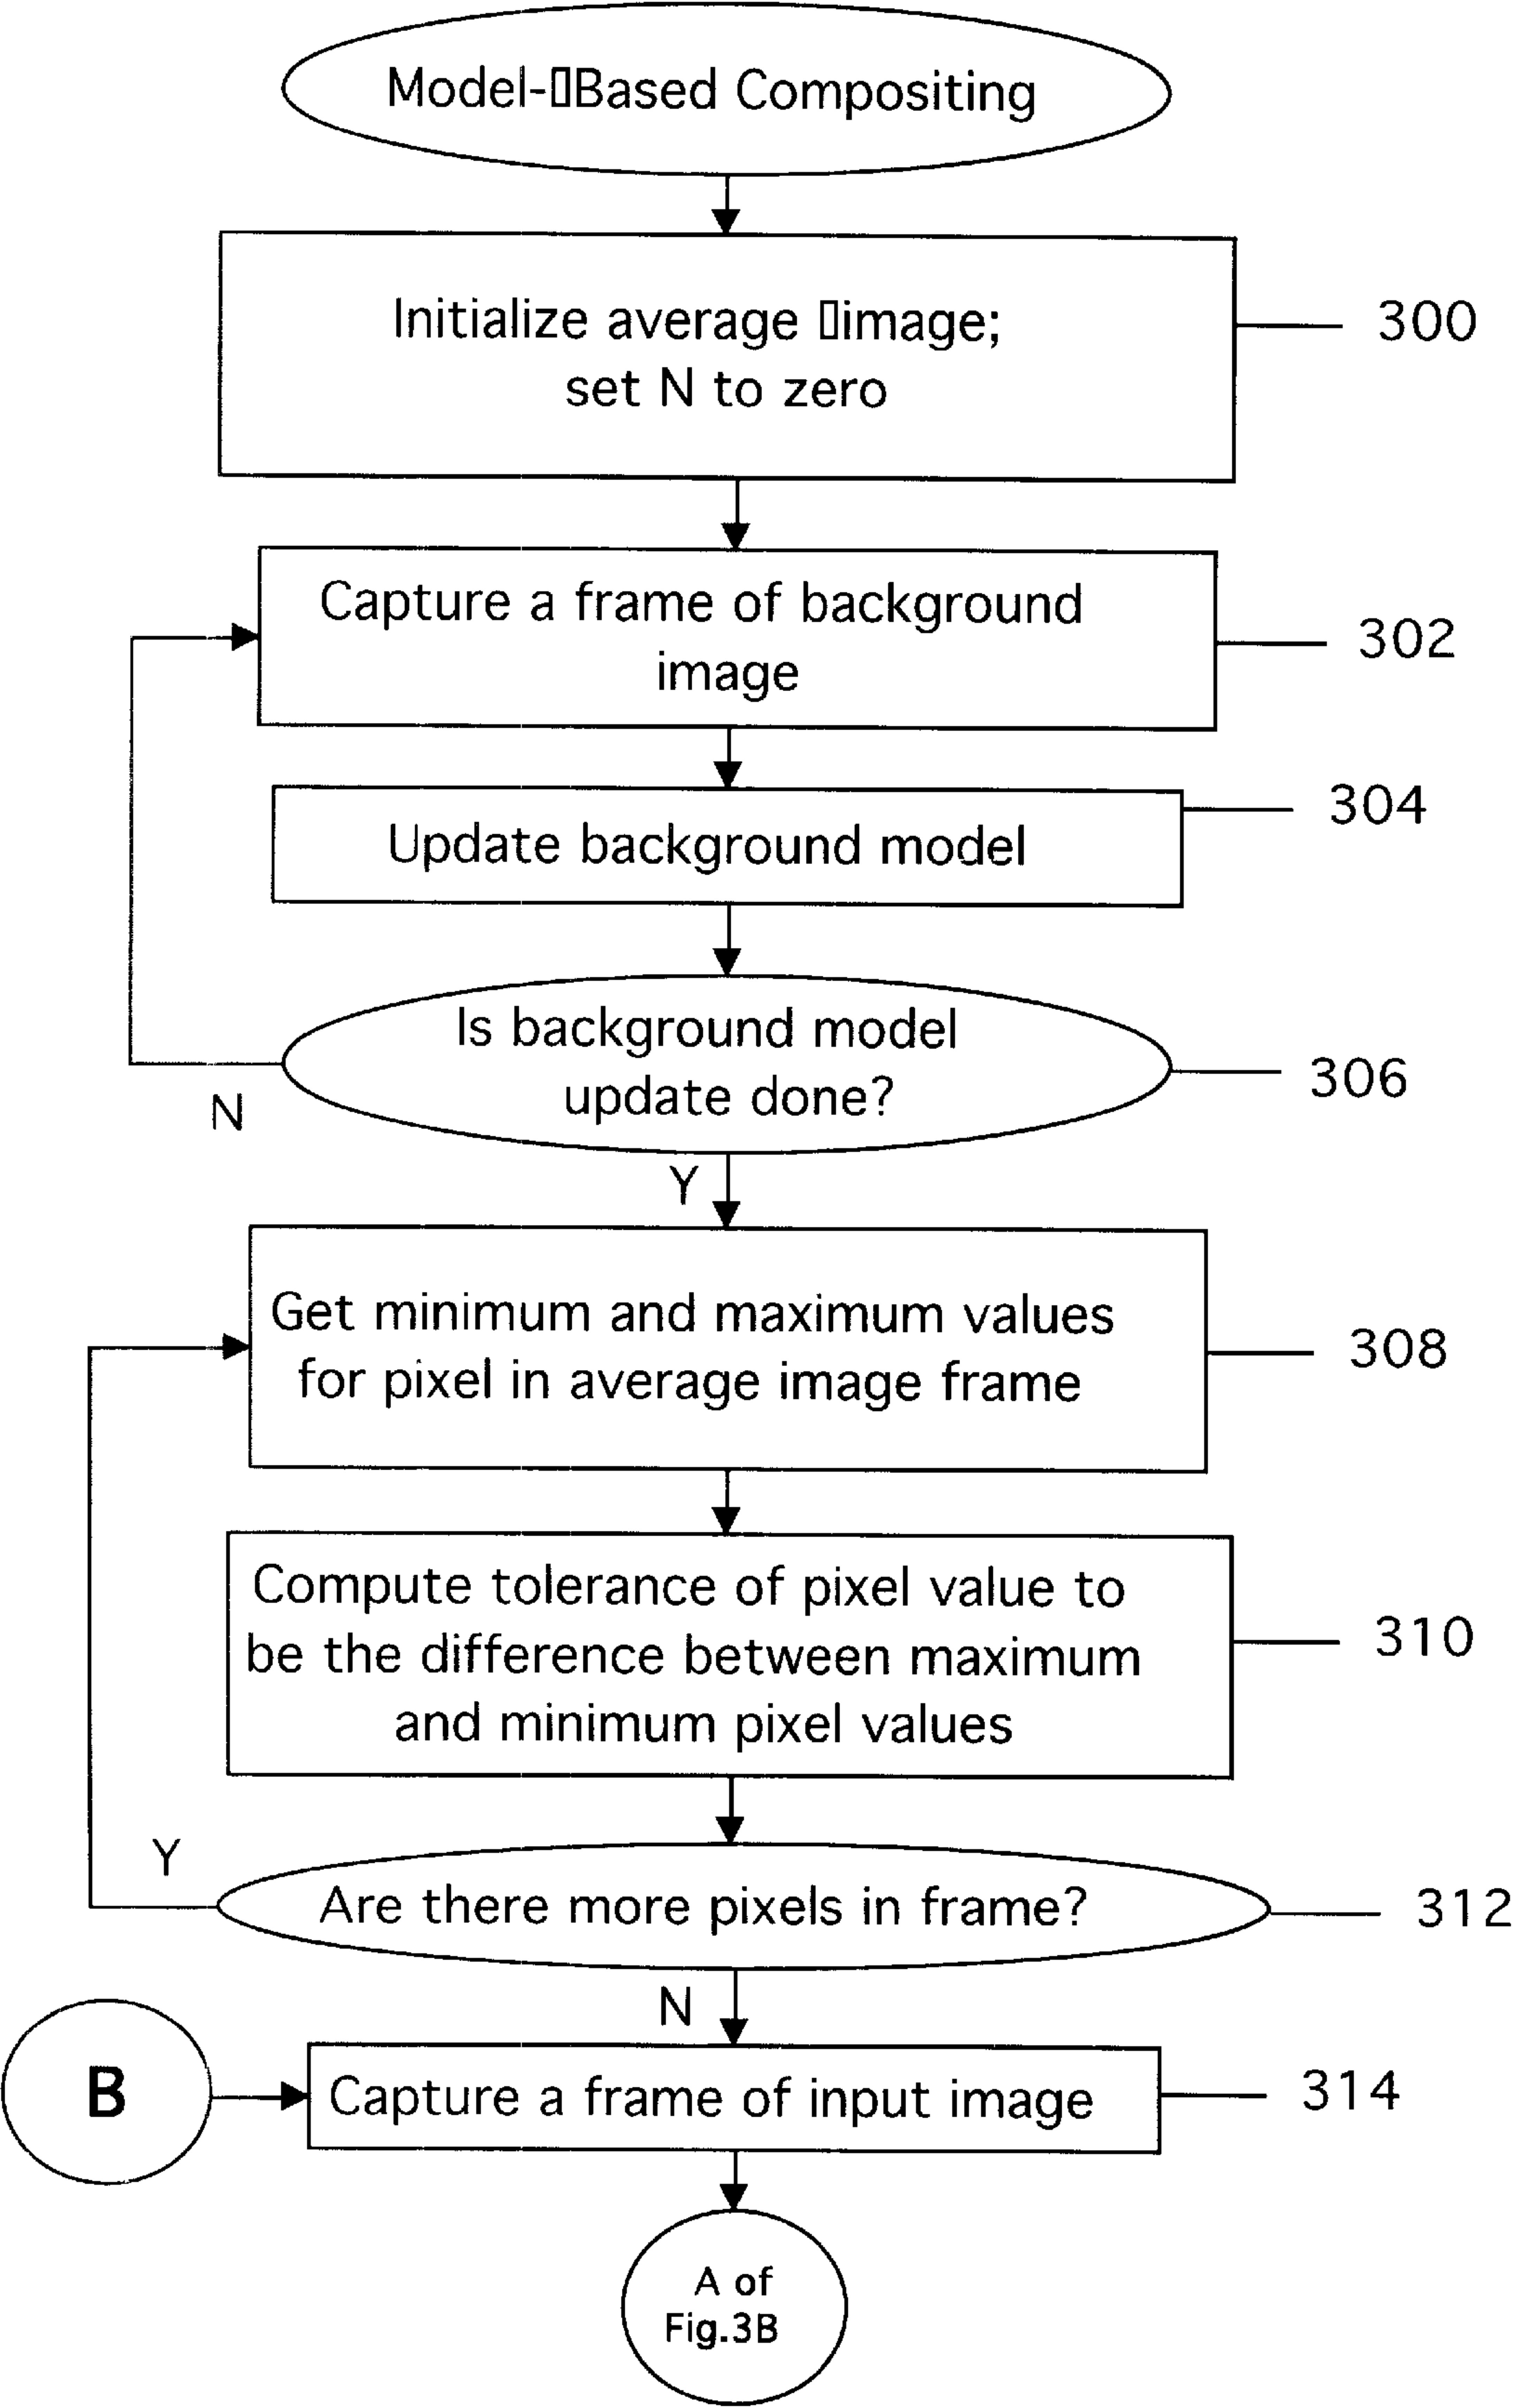 Model-▯Based Compositing
Initialize average ▯image;
set N to zero
300
Capture a frame of background
image
302
Update background model
304
Is background model
update done?
306
N
Y
Get minimum and maximum values
for pixel in average image frame
308
Compute tolerance of pixel value to
be the difference between maximum
and minimum pixel values
310
Y
Are there more pixels in frame?
312
N
B
Capture a frame of input image
314
A of
Fig.3B